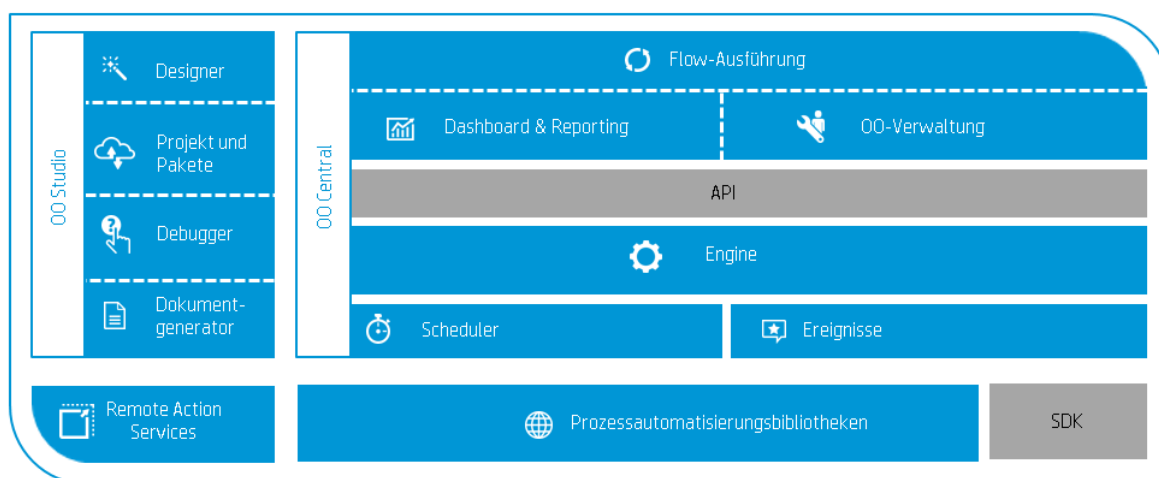 OO Studio
Designer
Projekt und
Pakete
Debugger
Dokument-
generator
OO Central
Flow-Ausführung
Dashboard & Reporting
OO-Verwaltung
API
Engine
Scheduler
Ereignisse
Remote Action
Services
Prozessautomatisierungsbibliotheken
SDK